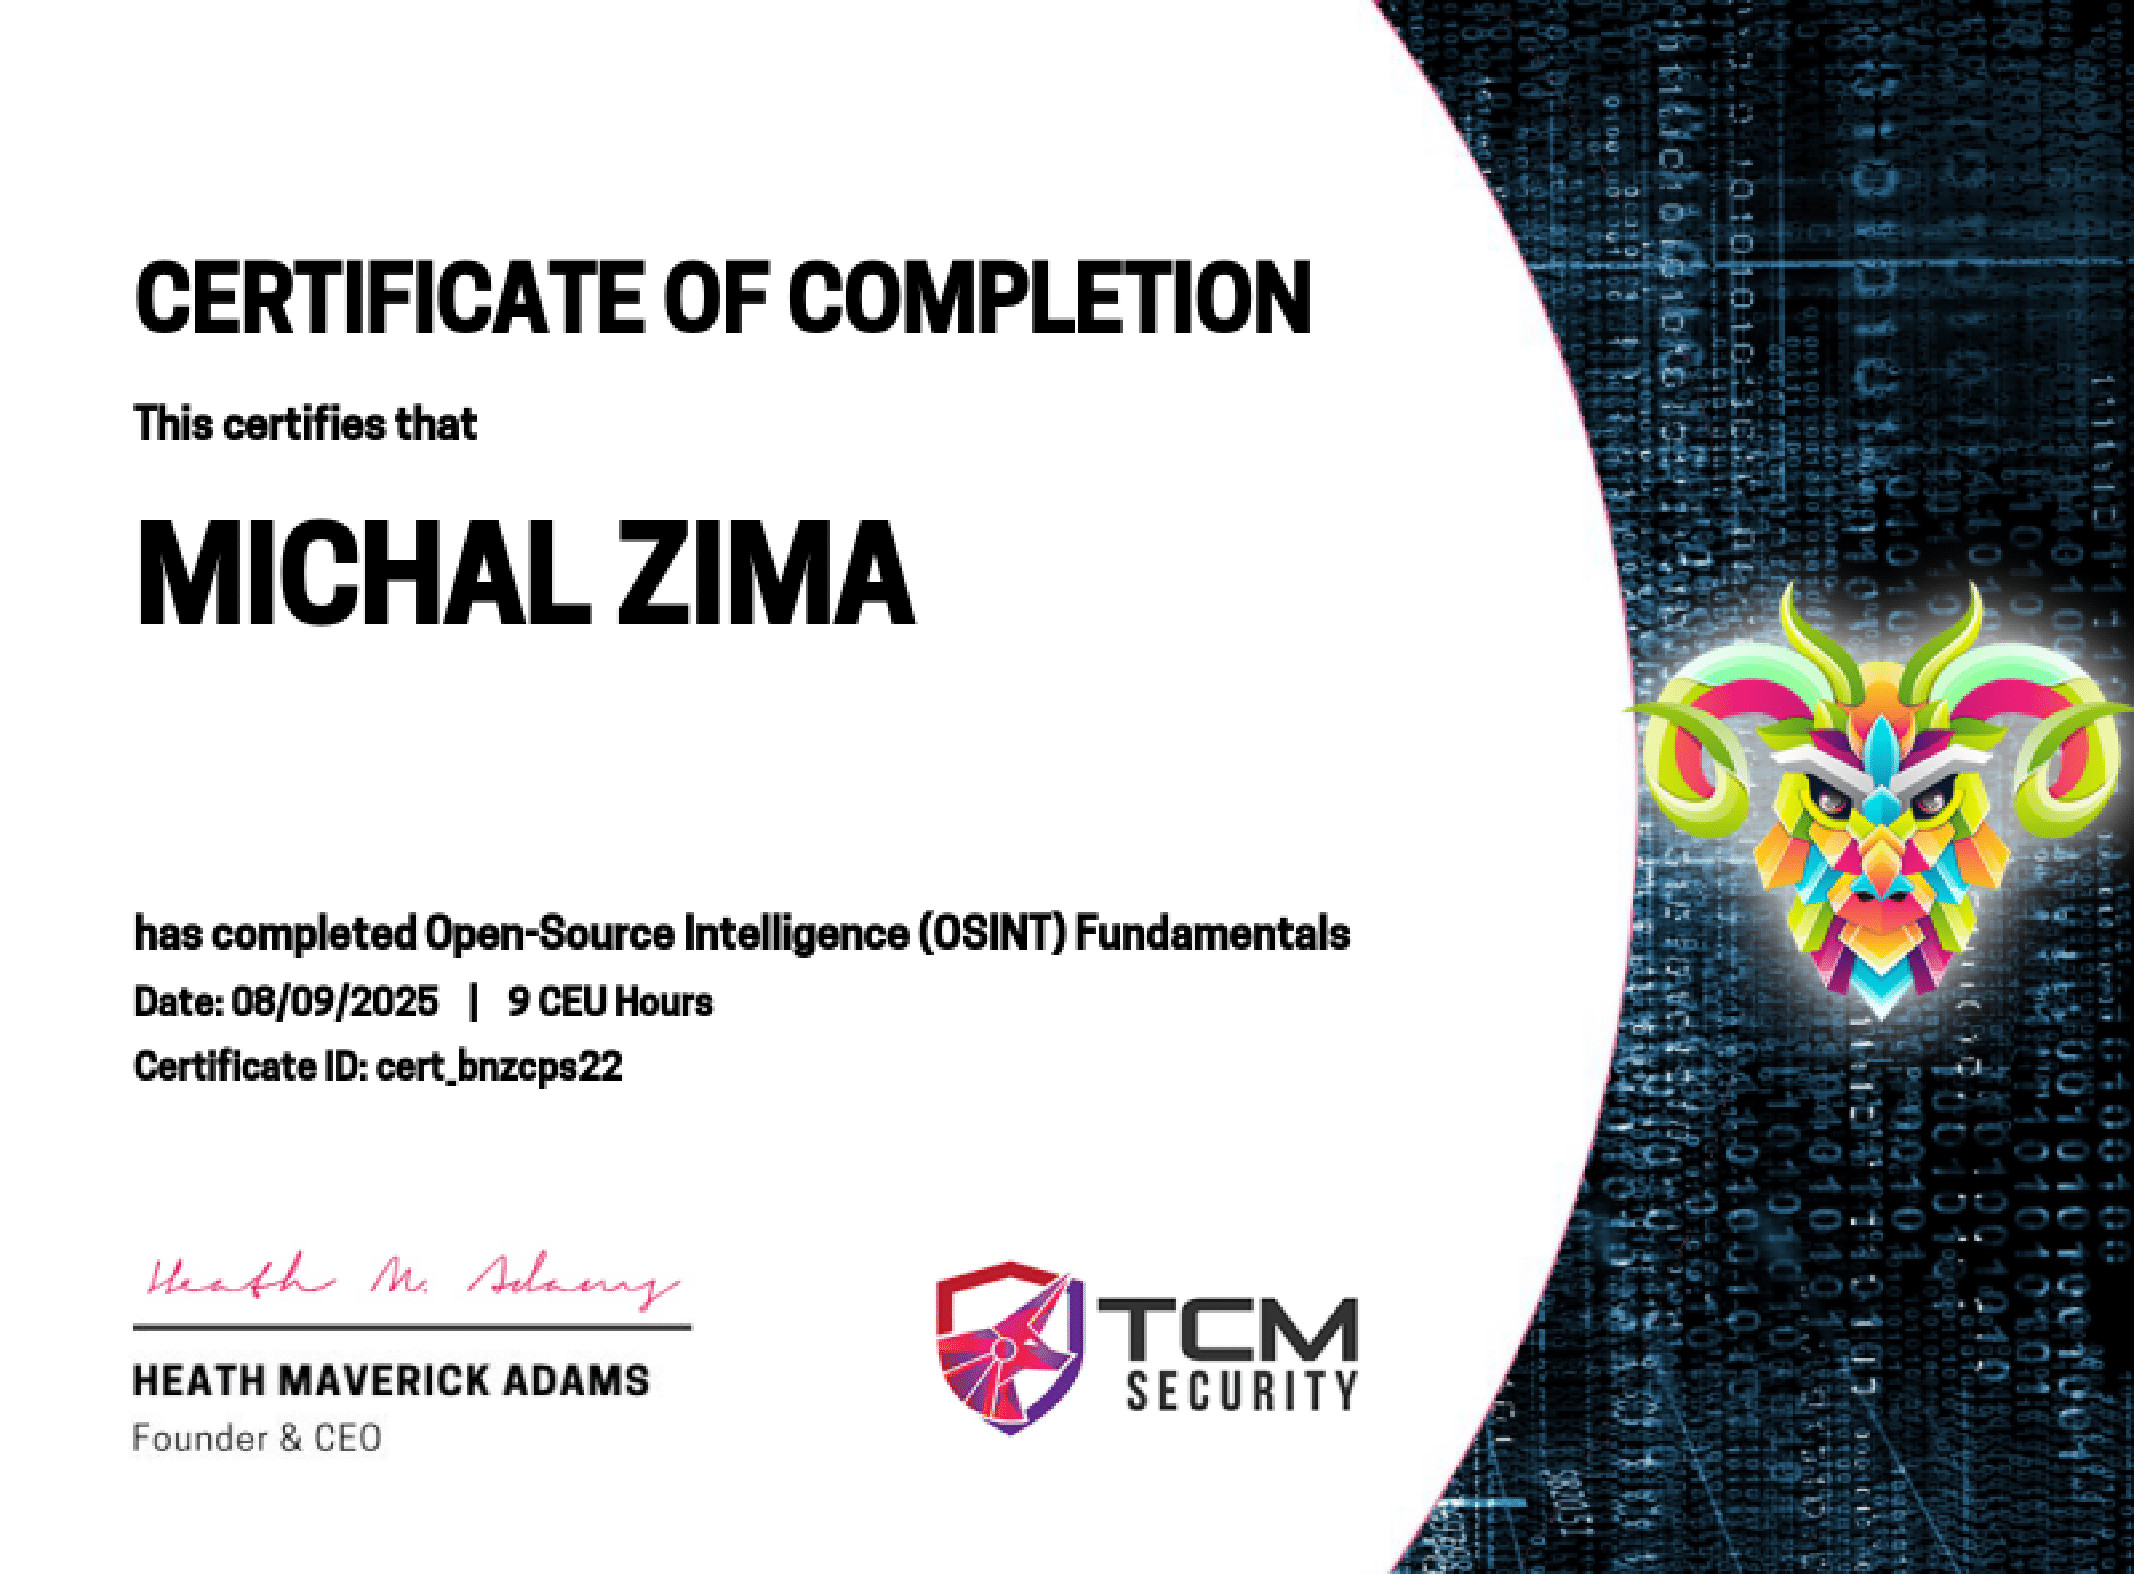 CERTIFICATE OF COMPLETION
This certifies that
MICHAL ZIMA
has completed Open-Source Intelligence (OSINT) Fundamentals
Date: 08/09/2025 | 9 CEU Hours
Certificate ID: cert_bnzcps22
Heath M. Adams
HEATH MAVERICK ADAMS
Founder & CEO
TCM
SECURITY